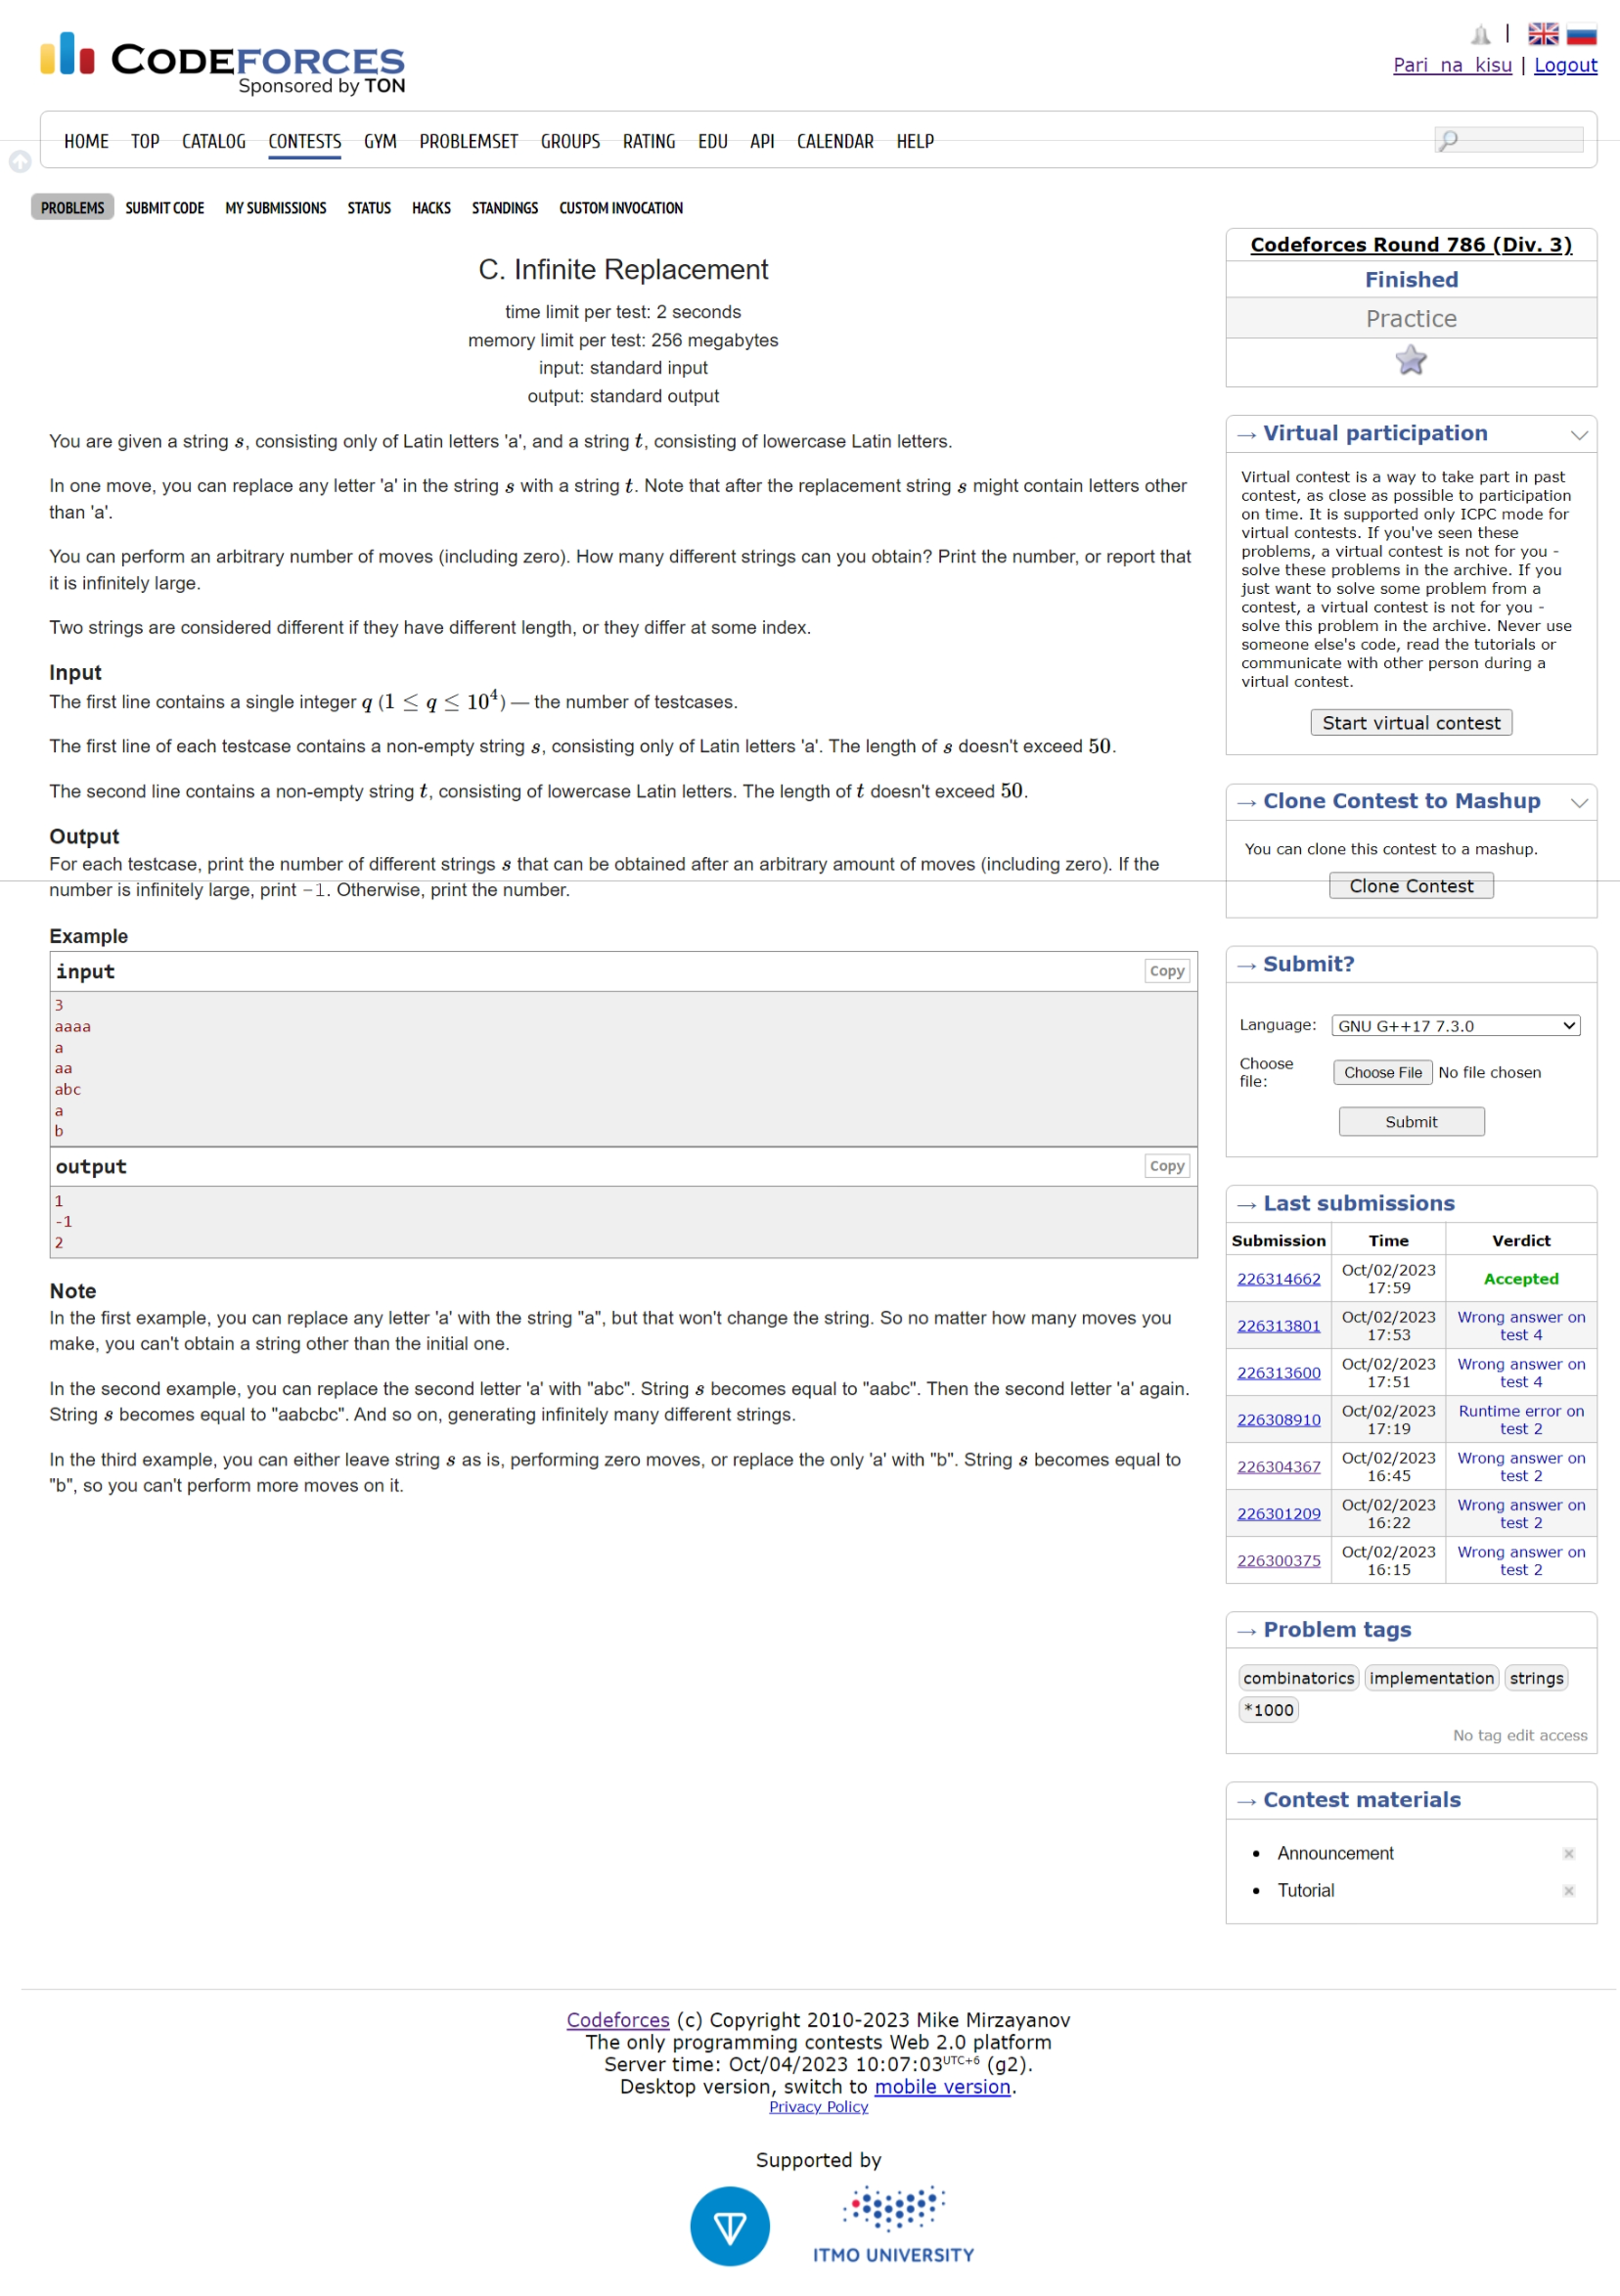 CODEFORCES
Sponsored by TON
|
Pari_na_kisu | Logout
HOME TOP CATALOG CONTESTS GYM PROBLEMSET GROUPS RATING EDU API CALENDAR HELP
PROBLEMS SUBMIT CODE MY SUBMISSIONS STATUS HACKS STANDINGS CUSTOM INVOCATION
C. Infinite Replacement
time limit per test: 2 seconds
memory limit per test: 256 megabytes
input: standard input
output: standard output
You are given a string s, consisting only of Latin letters 'a', and a string t, consisting of lowercase Latin letters.
In one move, you can replace any letter 'a' in the string s with a string t. Note that after the replacement string s might contain letters other
than 'a'.
You can perform an arbitrary number of moves (including zero). How many different strings can you obtain? Print the number, or report that
it is infinitely large.
Two strings are considered different if they have different length, or they differ at some index.
Input
The first line contains a single integer q (1 ≤ q ≤ 10^4) — the number of testcases.
The first line of each testcase contains a non-empty string s, consisting only of Latin letters 'a'. The length of s doesn't exceed 50.
The second line contains a non-empty string t, consisting of lowercase Latin letters. The length of t doesn't exceed 50.
Output
For each testcase, print the number of different strings s that can be obtained after an arbitrary amount of moves (including zero). If the
number is infinitely large, print -1. Otherwise, print the number.
Example
input Copy
3
aaaa
a
aa
abc
a
b
output Copy
1
-1
2
Note
In the first example, you can replace any letter 'a' with the string "a", but that won't change the string. So no matter how many moves you
make, you can't obtain a string other than the initial one.
In the second example, you can replace the second letter 'a' with "abc". String s becomes equal to "aabc". Then the second letter 'a' again.
String s becomes equal to "aabcbc". And so on, generating infinitely many different strings.
In the third example, you can either leave string s as is, performing zero moves, or replace the only 'a' with "b". String s becomes equal to
"b", so you can't perform more moves on it.
Codeforces Round 786 (Div. 3)
Finished
Practice
→ Virtual participation
Virtual contest is a way to take part in past
contest, as close as possible to participation
on time. It is supported only ICPC mode for
virtual contests. If you've seen these
problems, a virtual contest is not for you -
solve these problems in the archive. If you
just want to solve some problem from a
contest, a virtual contest is not for you -
solve this problem in the archive. Never use
someone else's code, read the tutorials or
communicate with other person during a
virtual contest.
Start virtual contest
→ Clone Contest to Mashup
You can clone this contest to a mashup.
Clone Contest
→ Submit?
Language: GNU G++17 7.3.0
Choose
file: Choose File No file chosen
Submit
→ Last submissions
Submission Time Verdict
226314662 Oct/02/2023 17:59 Accepted
226313801 Oct/02/2023 17:53 Wrong answer on test 4
226313600 Oct/02/2023 17:51 Wrong answer on test 4
226308910 Oct/02/2023 17:19 Runtime error on test 2
226304367 Oct/02/2023 16:45 Wrong answer on test 2
226301209 Oct/02/2023 16:22 Wrong answer on test 2
226300375 Oct/02/2023 16:15 Wrong answer on test 2
→ Problem tags
combinatorics implementation strings
*1000
No tag edit access
→ Contest materials
• Announcement
• Tutorial
Codeforces (c) Copyright 2010-2023 Mike Mirzayanov
The only programming contests Web 2.0 platform
Server time: Oct/04/2023 10:07:03 UTC+6 (g2).
Desktop version, switch to mobile version.
Privacy Policy
Supported by
ITMO UNIVERSITY